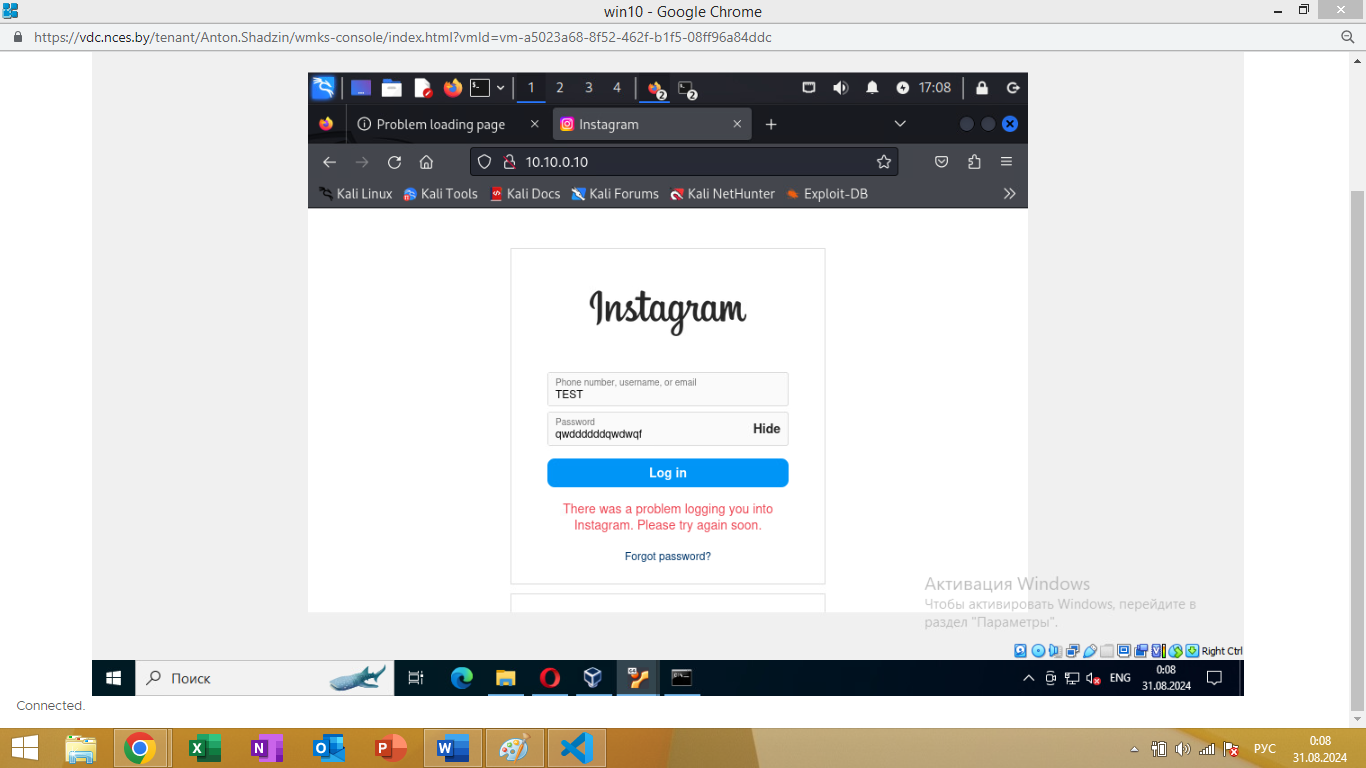 win10 - Google Chrome
https://vdc.nces.by/tenant/Anton.Shadzin/wmks-console/index.html?vmId=vm-a5023a68-8f52-462f-b1f5-08ff96a84ddc
1 2 3 4 2 2 17:08
Problem loading page
Instagram
10.10.0.10
Kali Linux Kali Tools Kali Docs Kali Forums Kali NetHunter Exploit-DB
Instagram
Phone number, username, or email
TEST
Password
qwddddddqwdwqf
Hide
Log in
There was a problem logging you into
Instagram. Please try again soon.
Forgot password?
Активация Windows
Чтобы активировать Windows, перейдите в
раздел "Параметры".
Right Ctrl
Поиск
ENG
0:08
31.08.2024
Connected.
РУС
0:08
31.08.2024